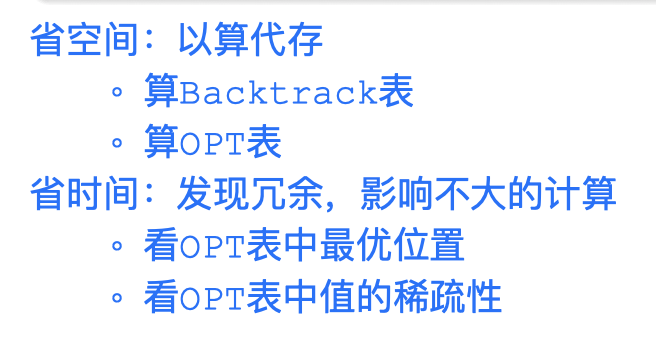 省空间：以算代存
◦ 算Backtrack表
◦ 算OPT表
省时间：发现冗余，影响不大的计算
◦ 看OPT表中最优位置
◦ 看OPT表中值的稀疏性